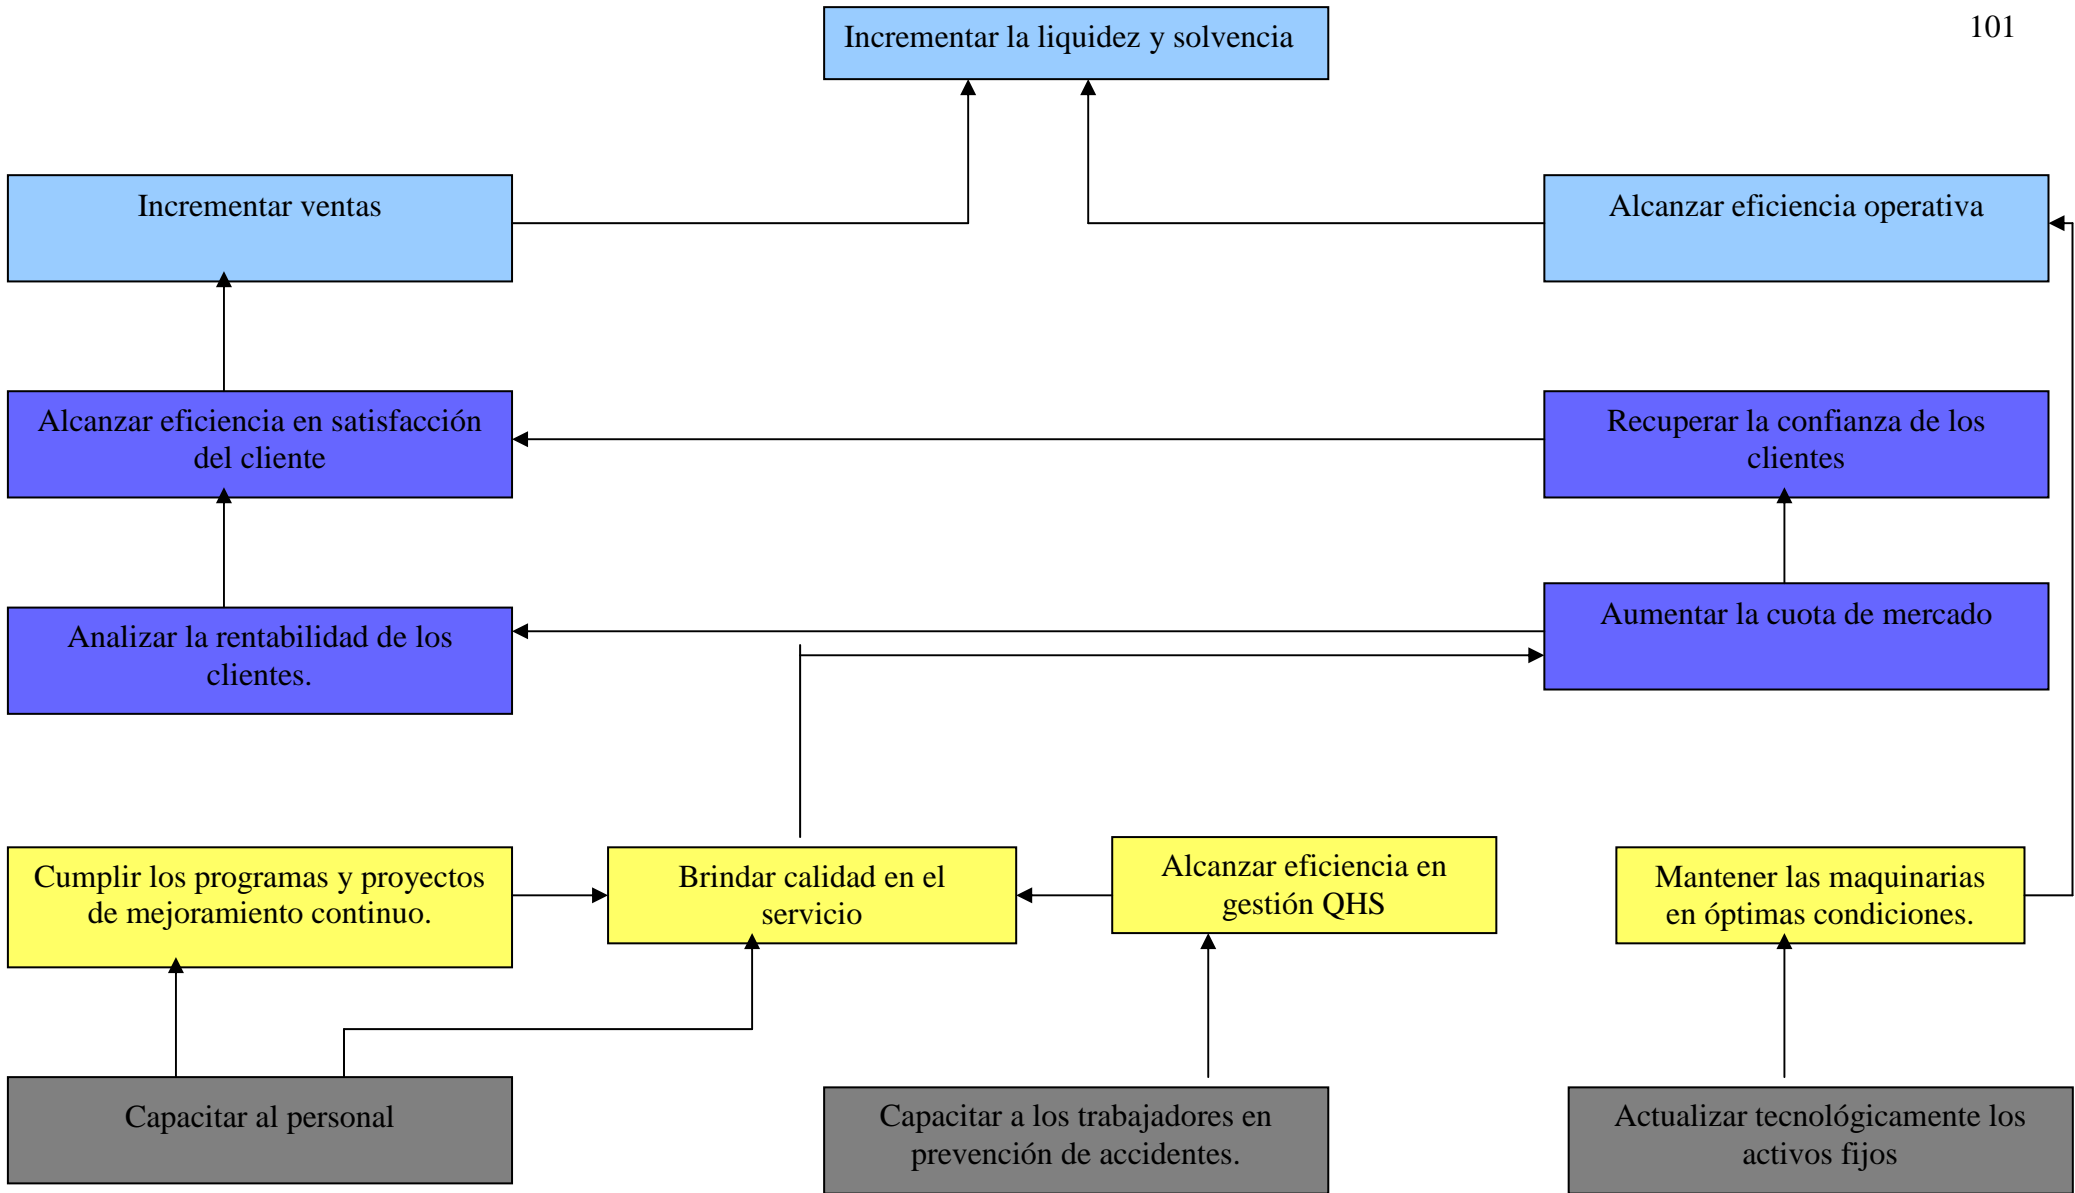 101
Incrementar la liquidez y solvencia
Incrementar ventas
Alcanzar eficiencia operativa
Alcanzar eficiencia en satisfacción
del cliente
Recuperar la confianza de los
clientes
Analizar la rentabilidad de los
clientes.
Aumentar la cuota de mercado
Cumplir los programas y proyectos
de mejoramiento continuo.
Brindar calidad en el
servicio
Alcanzar eficiencia en
gestión QHS
Mantener las maquinarias
en óptimas condiciones.
Capacitar al personal
Capacitar a los trabajadores en
prevención de accidentes.
Actualizar tecnológicamente los
activos fijos